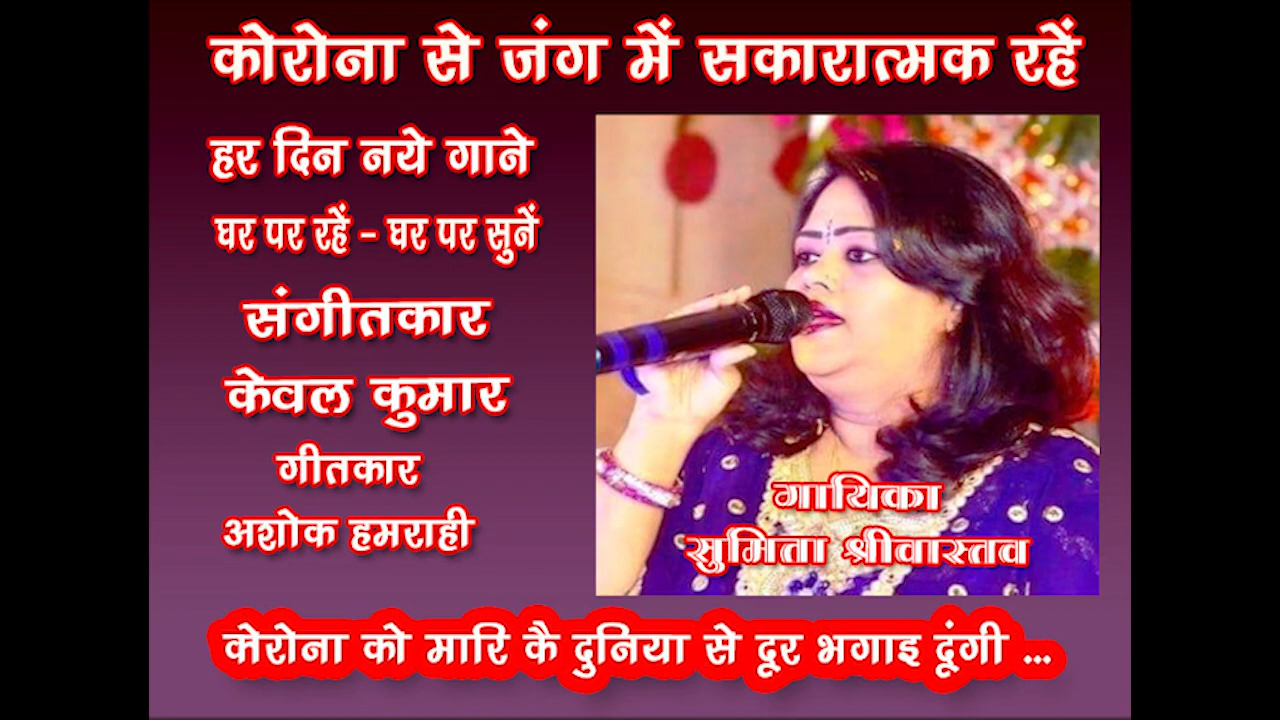 कोरोना से जंग में सकारात्मक रहें
हर दिन नये गाने
घर पर रहें - घर पर सुनें
संगीतकार
केवल कुमार
गीतकार
अशोक हमराही
गायिका
सुमिता श्रीवास्तव
कोरोना को मारि कै दुनिया से दूर भगाइ दूंगी ...